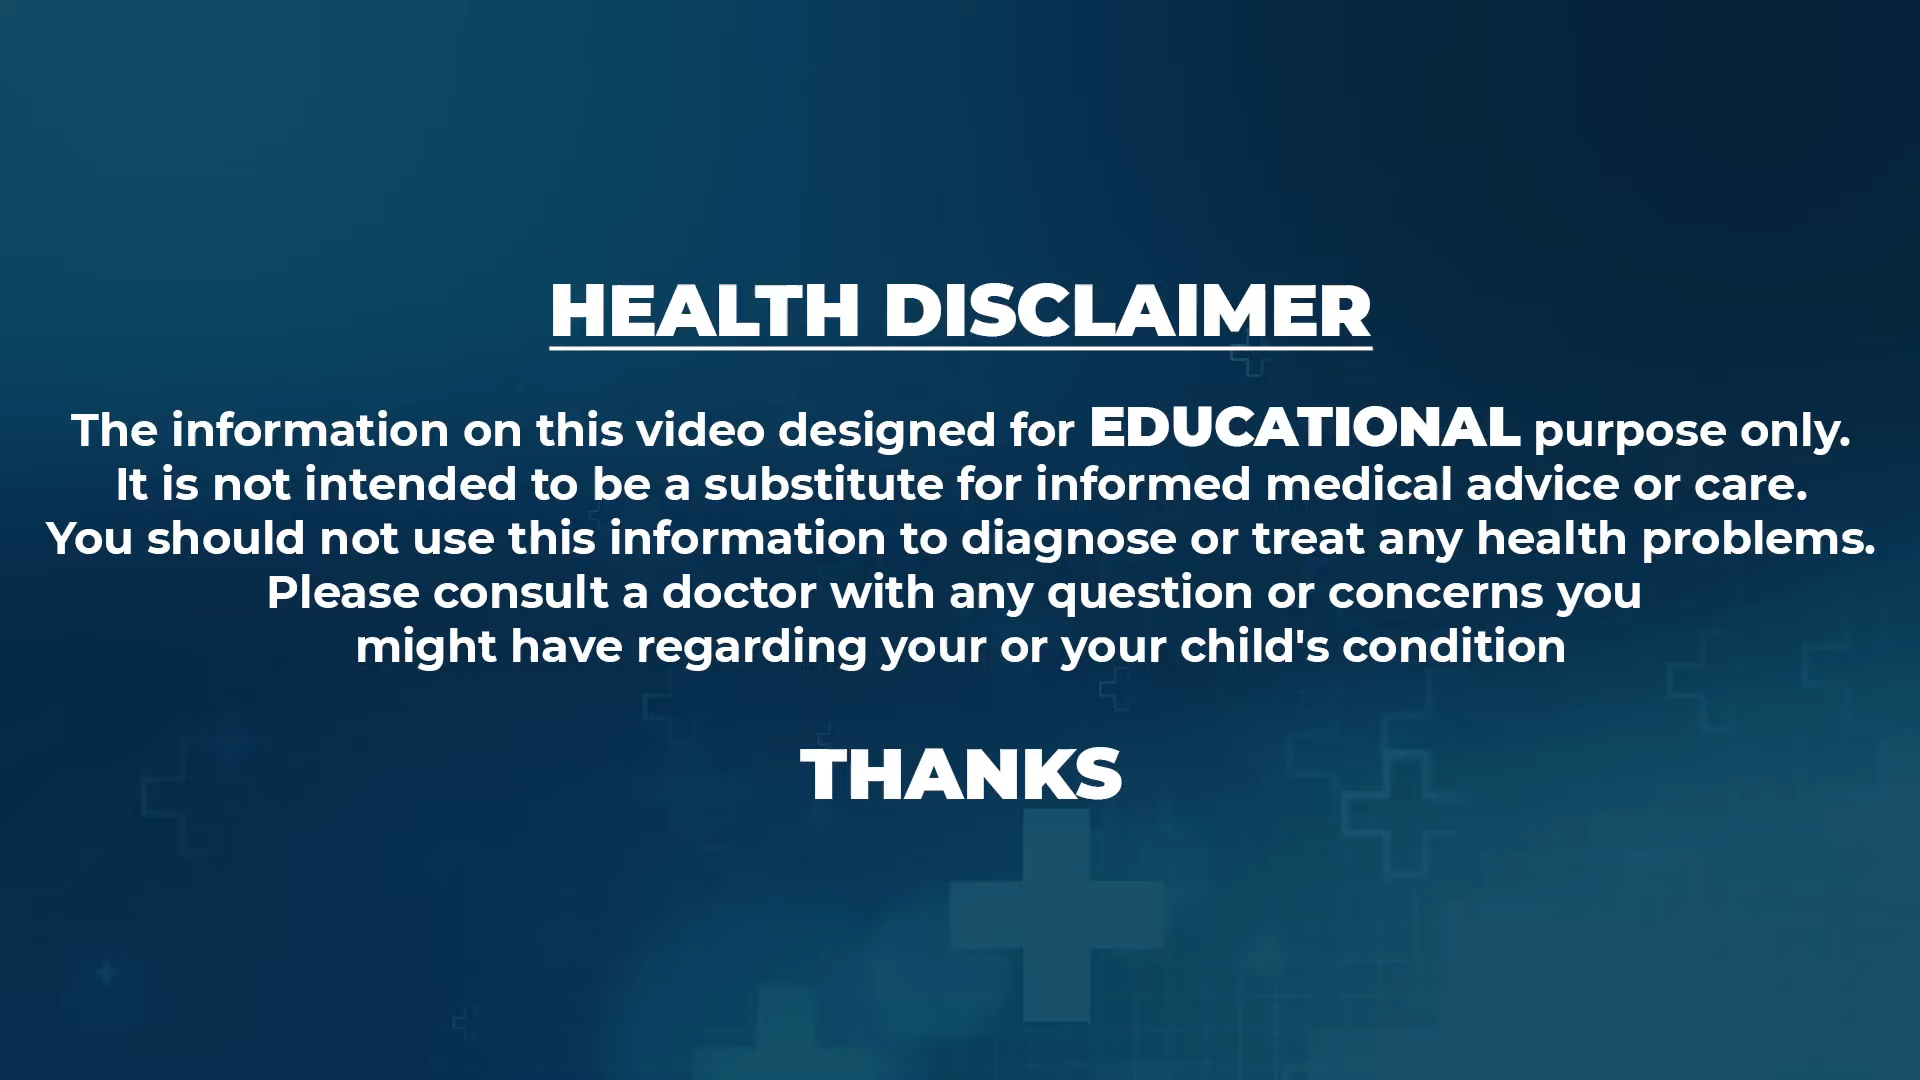 HEALTH DISCLAIMER
The information on this video designed for EDUCATIONAL purpose only.
It is not intended to be a substitute for informed medical advice or care.
You should not use this information to diagnose or treat any health problems.
Please consult a doctor with any question or concerns you
might have regarding your or your child's condition
THANKS